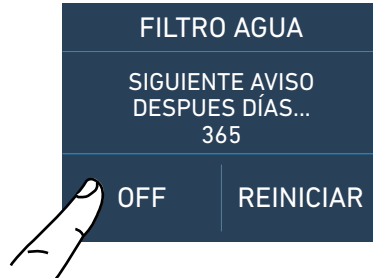 FILTRO AGUA
SIGUIENTE AVISO
DESPUES DÍAS...
365
OFF
REINICIAR